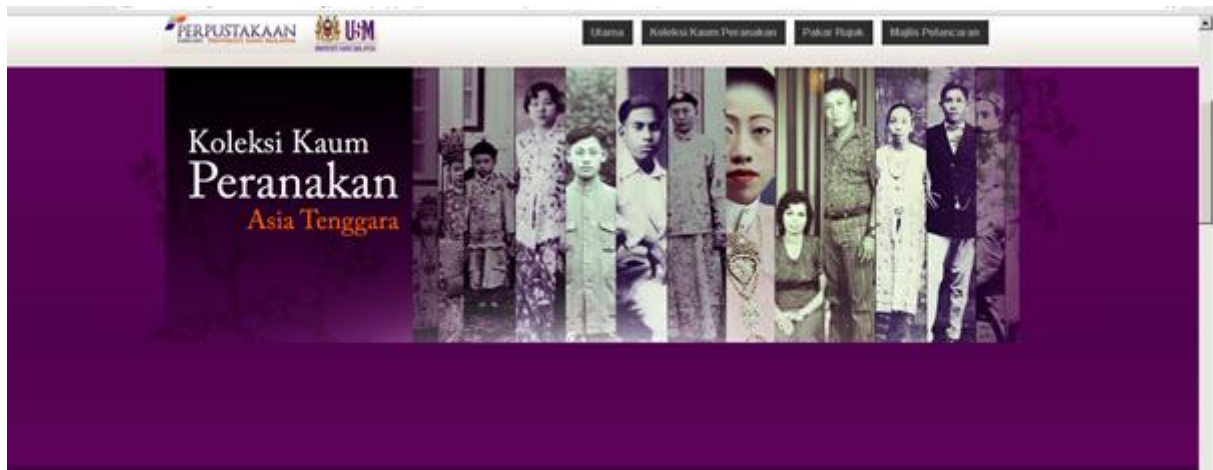 PERPUSTAKAAN
USM
Utama
Koleksi Kaum Peranakan
Pakar Rujuk
Majlis Pelancaran
Koleksi Kaum
Peranakan
Asia Tenggara